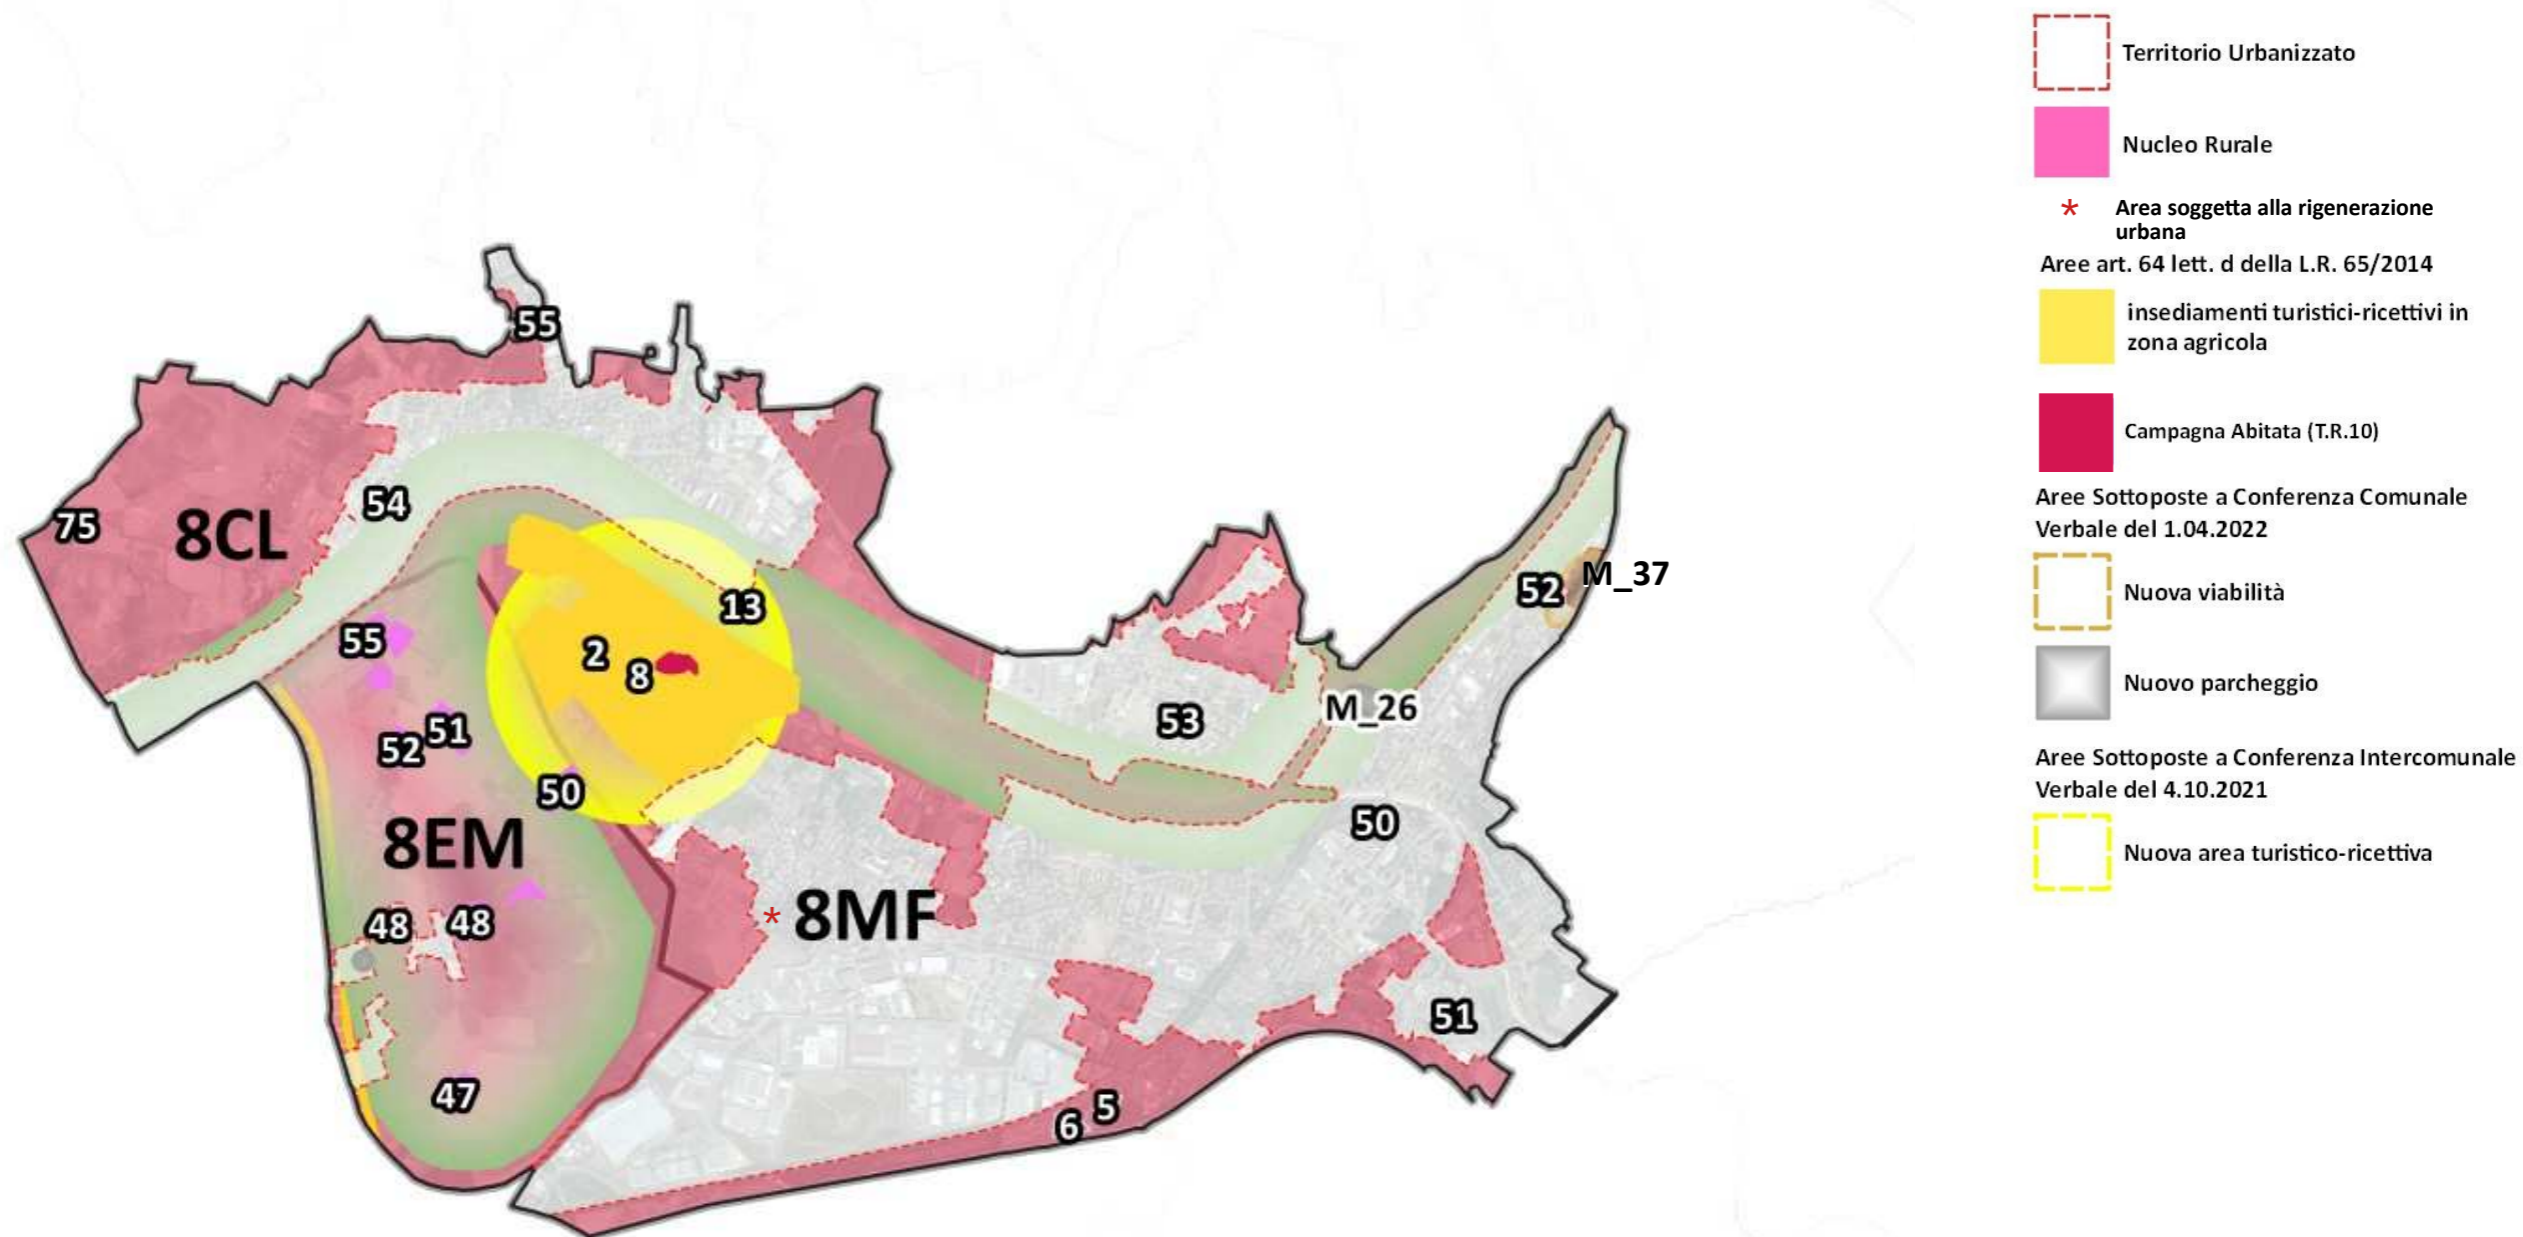 55
75
8CL
54
13
55
2
8
52
51
50
8EM
48
48
47
* 8MF
6
5
53
M_26
50
51
52
M_37
Territorio Urbanizzato
Nucleo Rurale
* Area soggetta alla rigenerazione
urbana
Aree art. 64 lett. d della L.R. 65/2014
insediamenti turistici-ricettivi in
zona agricola
Campagna Abitata (T.R.10)
Aree Sottoposte a Conferenza Comunale
Verbale del 1.04.2022
Nuova viabilità
Nuovo parcheggio
Aree Sottoposte a Conferenza Intercomunale
Verbale del 4.10.2021
Nuova area turistico-ricettiva